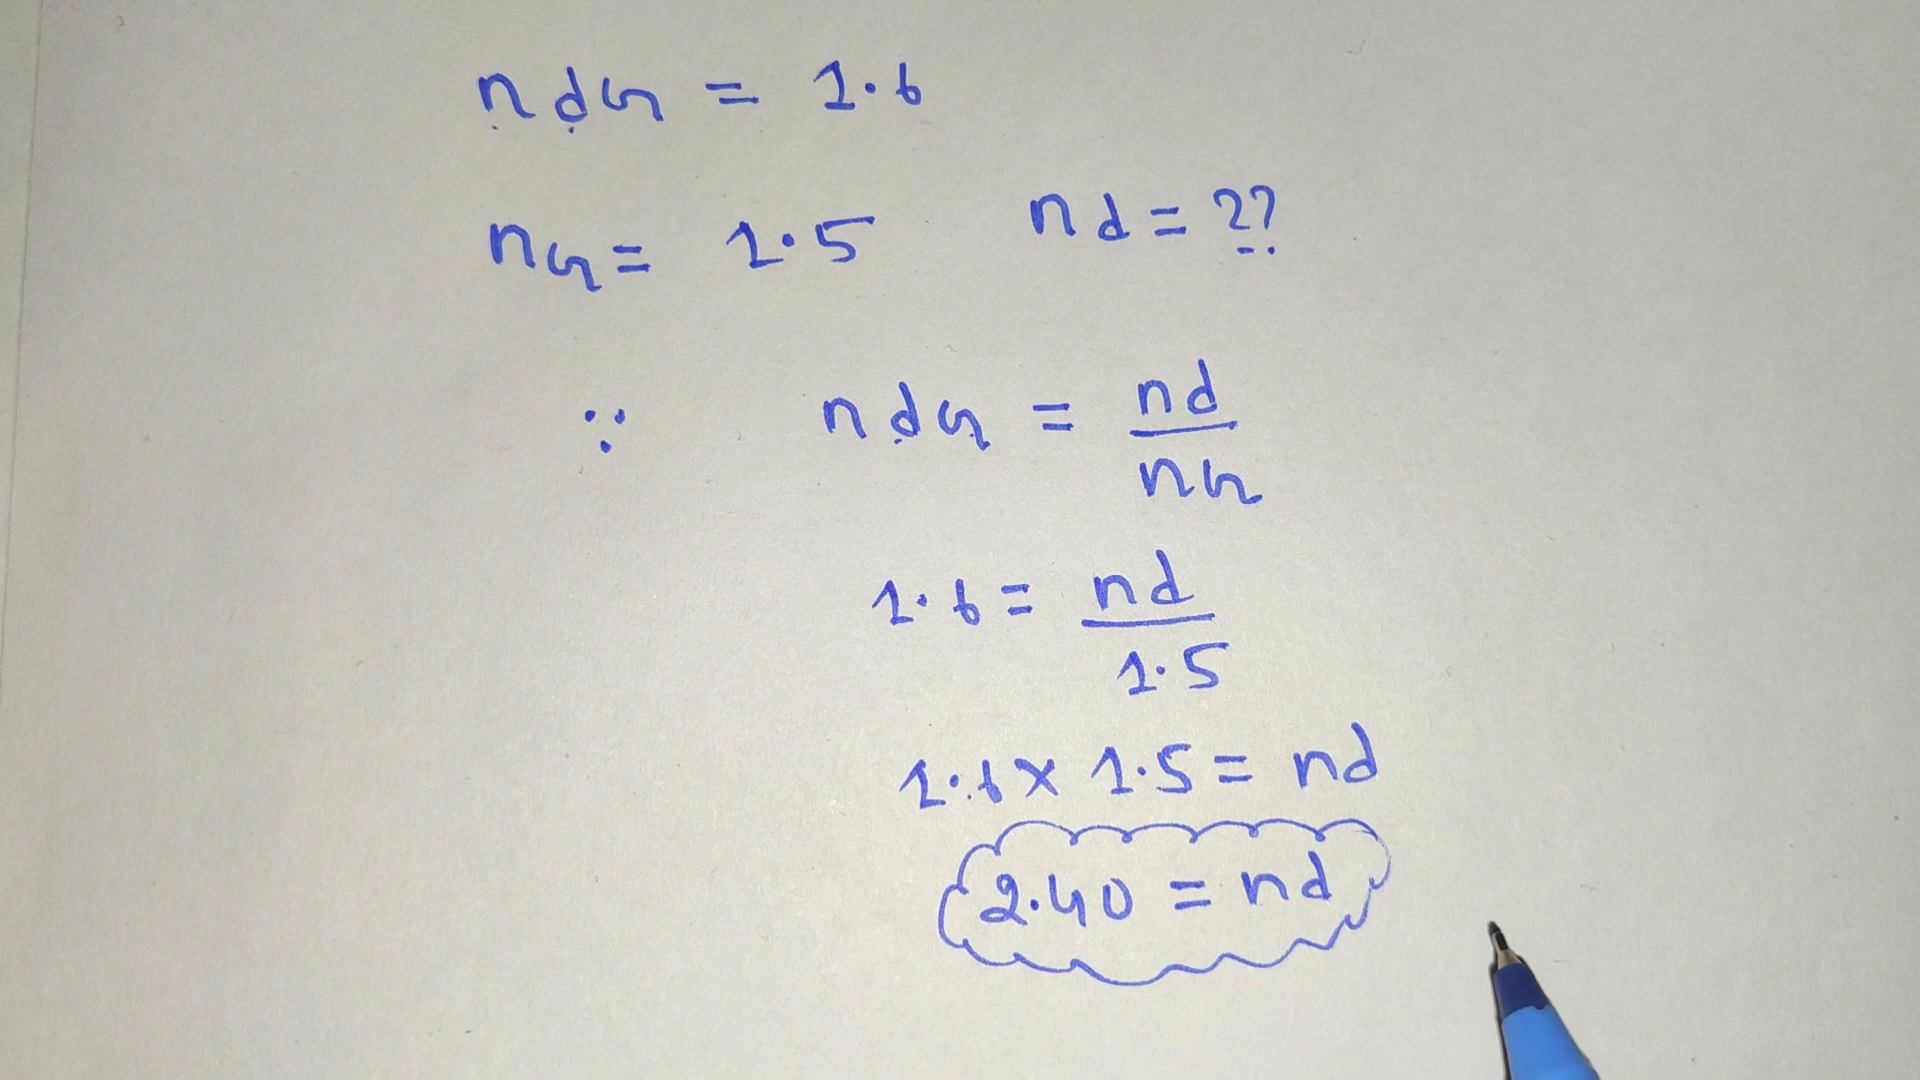 ndG = 1.6
nG = 1.5 nd = ??
∵ ndG = nd / nG
1.6 = nd / 1.5
1.6 × 1.5 = nd
2.40 = nd